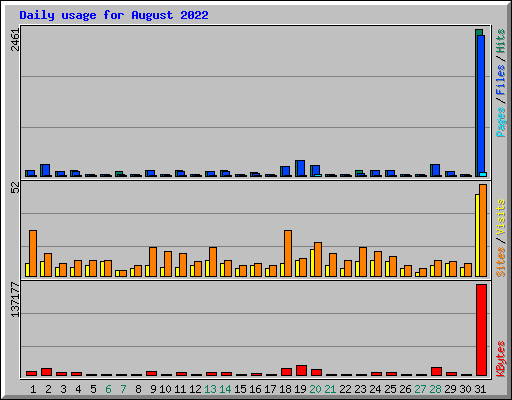 Daily usage for August 2022
2461
Pages / Files / Hits
52
Sites / Visits
137177
KBytes
1 2 3 4 5 6 7 8 9 10 11 12 13 14 15 16 17 18 19 20 21 22 23 24 25 26 27 28 29 30 31